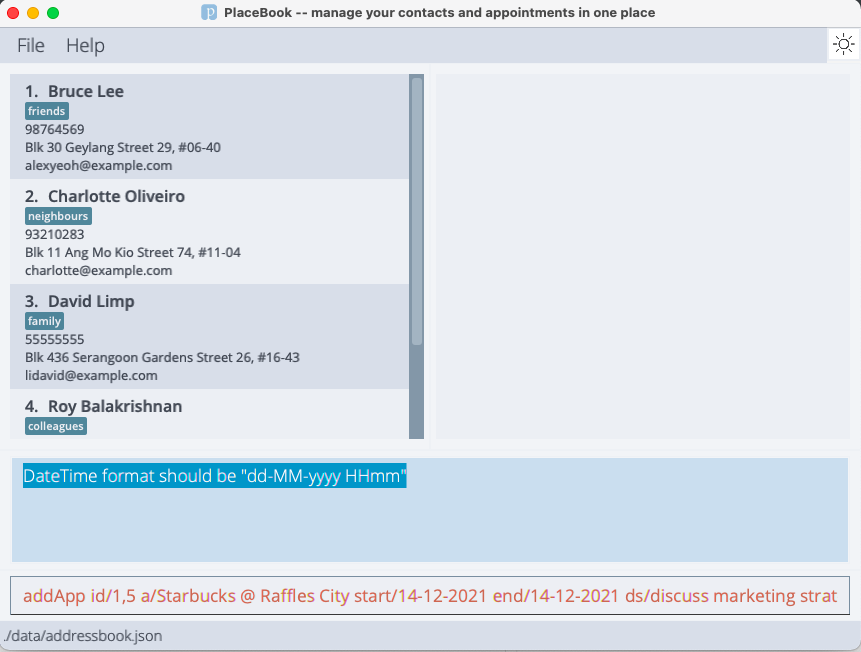 PlaceBook -- manage your contacts and appointments in one place
File Help
1. Bruce Lee
friends
98764569
Blk 30 Geylang Street 29, #06-40
alexyeoh@example.com
2. Charlotte Oliveiro
neighbours
93210283
Blk 11 Ang Mo Kio Street 74, #11-04
charlotte@example.com
3. David Limp
family
55555555
Blk 436 Serangoon Gardens Street 26, #16-43
lidavid@example.com
4. Roy Balakrishnan
colleagues
DateTime format should be "dd-MM-yyyy HHmm"
addApp id/1,5 a/Starbucks @ Raffles City start/14-12-2021 end/14-12-2021 ds/discuss marketing strat
./data/addressbook.json